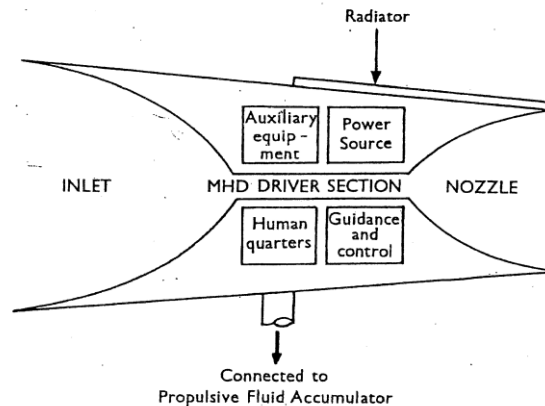 Radiator
Auxiliary
equip -
ment
Power
Source
INLET
MHD DRIVER SECTION
NOZZLE
Human
quarters
Guidance
and
control
Connected to
Propulsive Fluid Accumulator